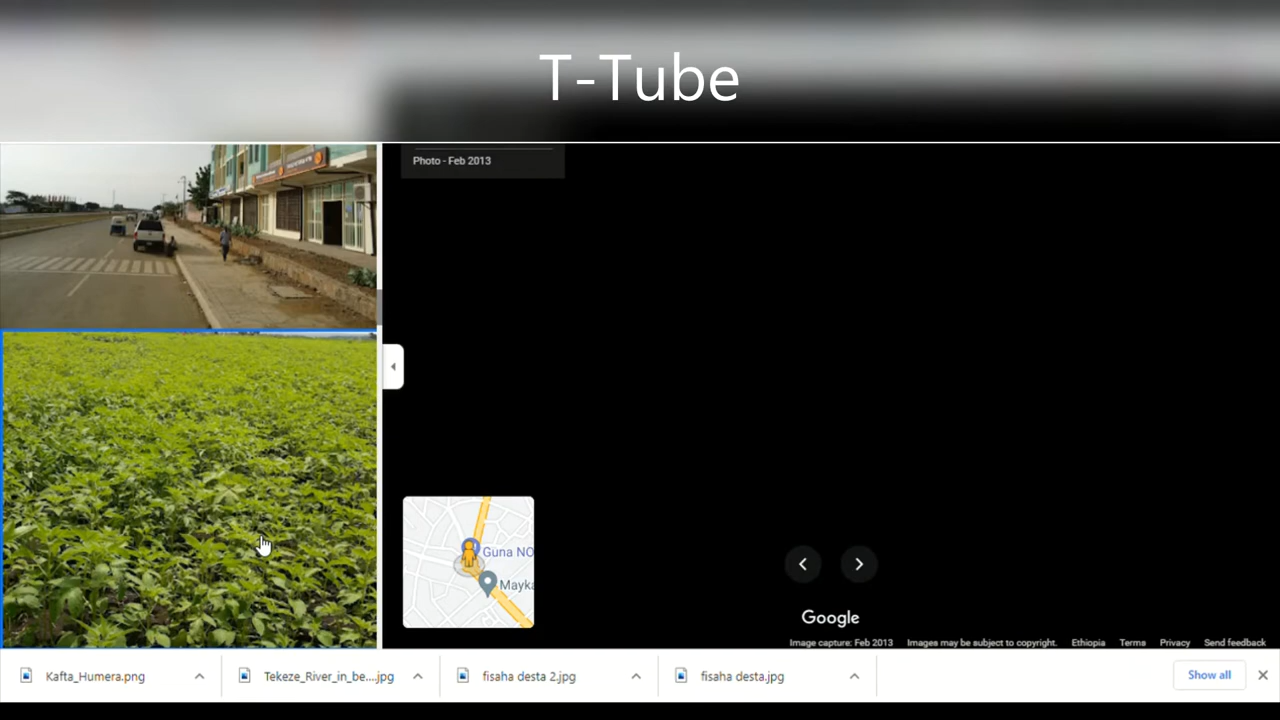 T-Tube
Photo - Feb 2013
Guna NO
Mayka
Google
Image capture: Feb 2013 Images may be subject to copyright. Ethiopia Terms Privacy Send feedback
Kafta_Humera.png
Tekeze_River_in_be....jpg
fisaha desta 2.jpg
fisaha desta.jpg
Show all